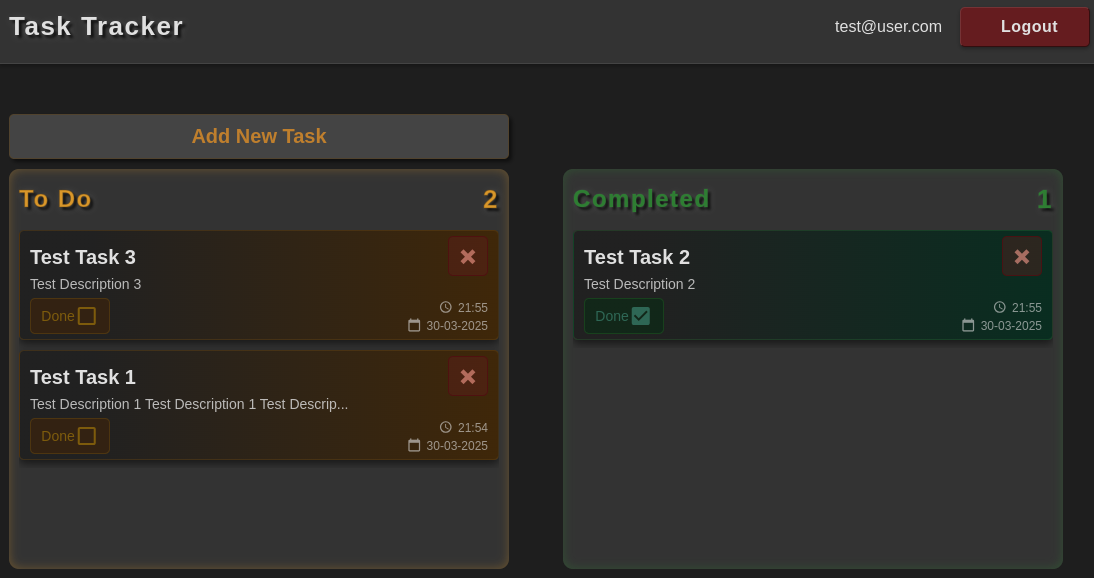 Task Tracker
test@user.com
Logout
Add New Task
To Do
2
Test Task 3
Test Description 3
Done
21:55
30-03-2025
Test Task 1
Test Description 1 Test Description 1 Test Descrip...
Done
21:54
30-03-2025
Completed
1
Test Task 2
Test Description 2
Done
21:55
30-03-2025